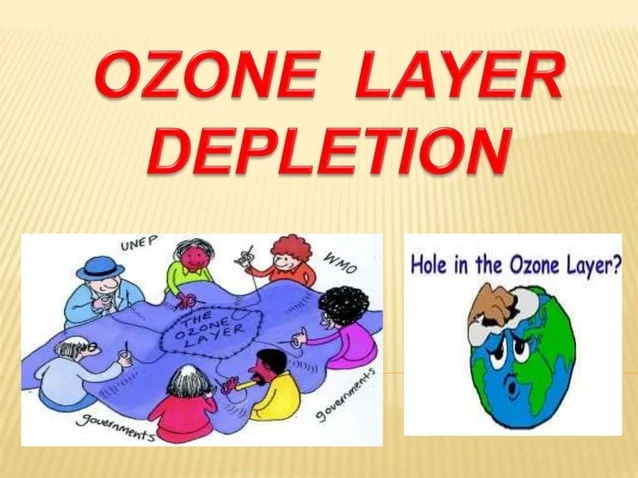 OZONE LAYER
DEPLETION
UNEP
WMO
THE
OZONE
LAYER
governments
governments
Hole in the Ozone Layer?